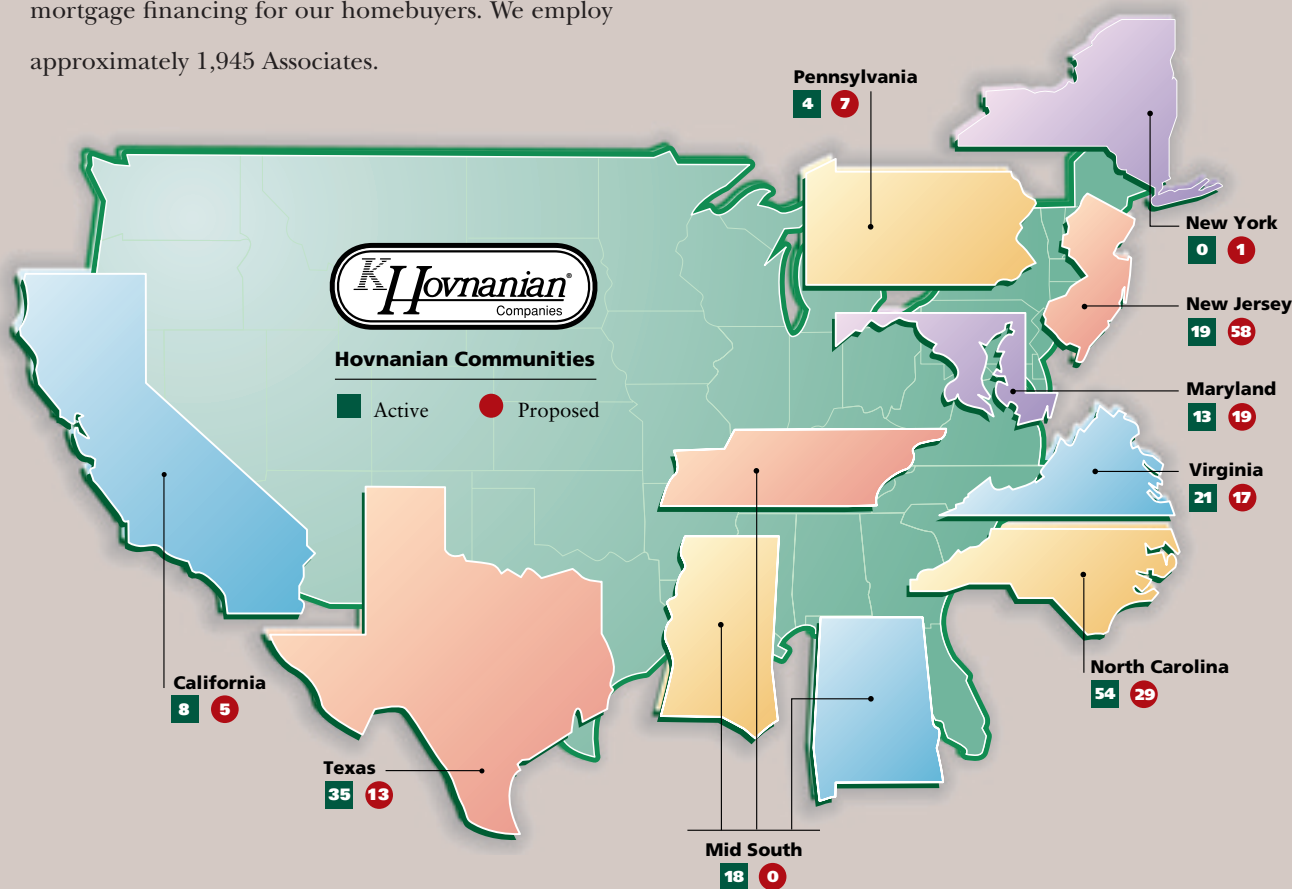 mortgage financing for our homebuyers. We employ
approximately 1,945 Associates.
Pennsylvania
4 7
New York
0 1
New Jersey
19 58
Maryland
13 19
Virginia
21 17
North Carolina
54 29
K Hovnanian®
Companies
Hovnanian Communities
Active Proposed
California
8 5
Texas
35 13
Mid South
18 0